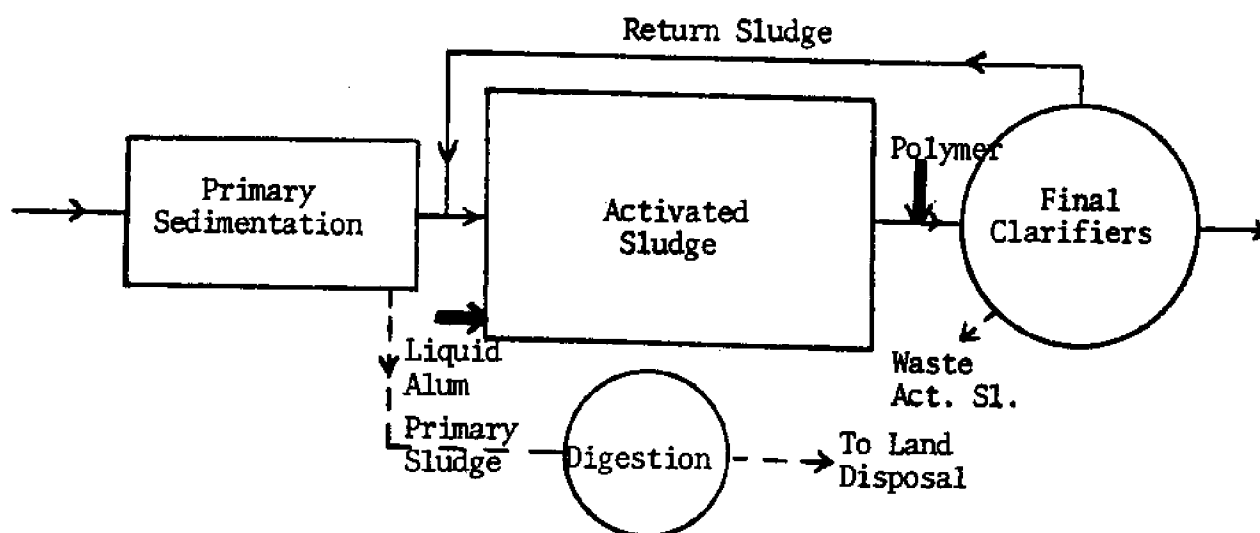 Return Sludge
Primary
Sedimentation
Activated
Sludge
Polymer
Final
Clarifiers
Liquid
Alum
Waste
Act. Sl.
Primary
Sludge
Digestion
To Land
Disposal